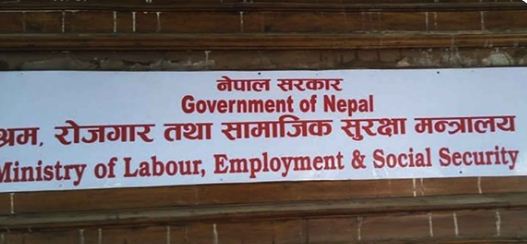 नेपाल सरकार
Government of Nepal
श्रम, रोजगार तथा सामाजिक सुरक्षा मन्त्रालय
Ministry of Labour, Employment & Social Security